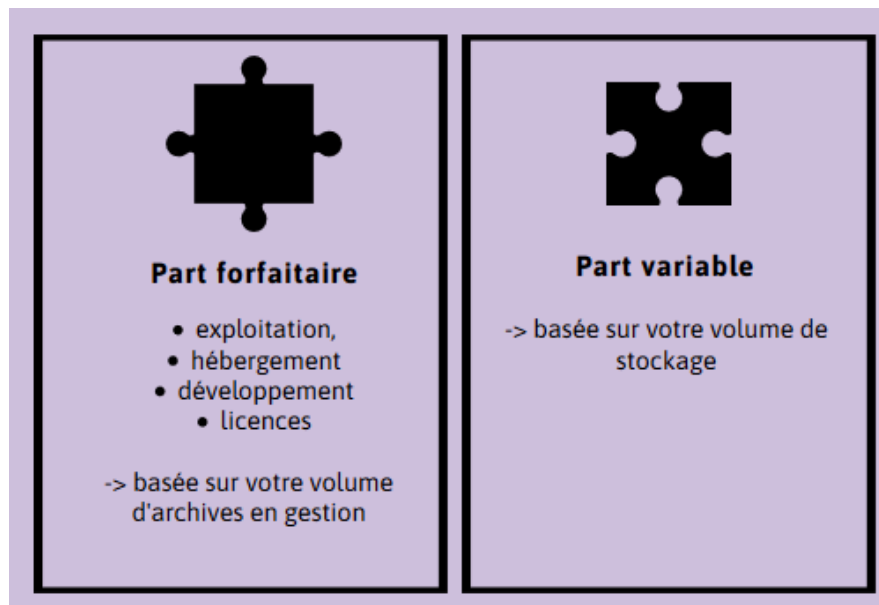 Part forfaitaire
• exploitation,
• hébergement
• développement
• licences
-> basée sur votre volume
d'archives en gestion
Part variable
-> basée sur votre volume de
stockage